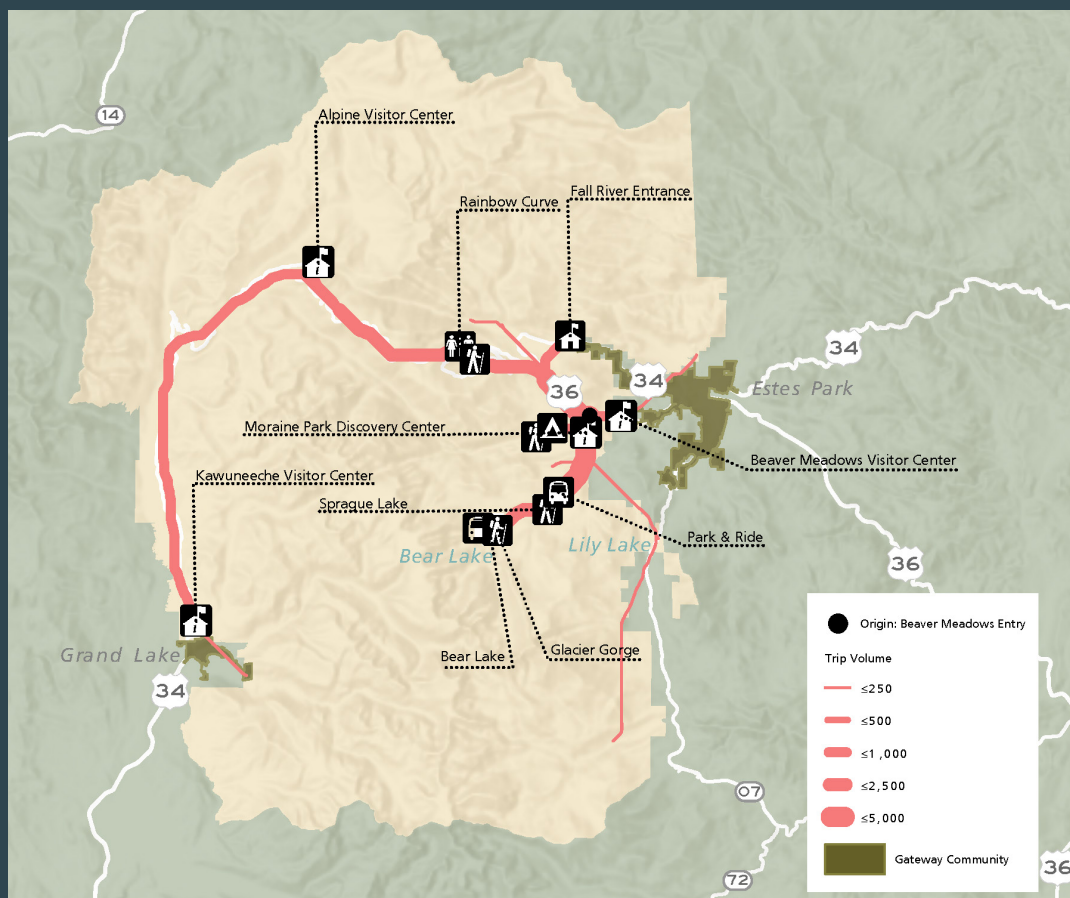 14
Alpine Visitor Center
Fall River Entrance
Rainbow Curve
34
34
36
Estes Park
Moraine Park Discovery Center
Beaver Meadows Visitor Center
Kawuneeche Visitor Center
Sprague Lake
Park & Ride
Lily Lake
Bear Lake
36
Origin: Beaver Meadows Entry
Glacier Gorge
Bear Lake
Grand Lake
Trip Volume
34
≤250
≤500
≤1,000
≤2,500
07
≤5,000
Gateway Community
36
72